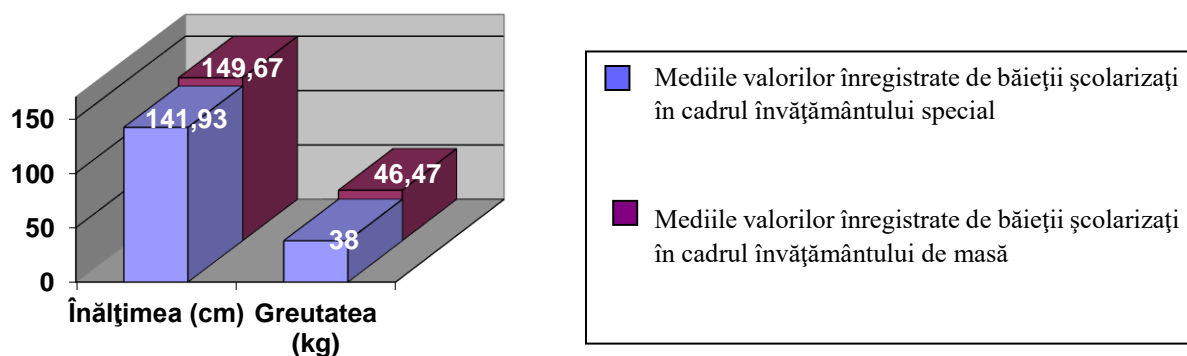 149,67
141,93
46,47
38
150
100
50
0
Înălţimea (cm)
Greutatea
(kg)
Mediile valorilor înregistrate de băieţii şcolarizaţi
în cadrul învăţământului special
Mediile valorilor înregistrate de băieţii şcolarizaţi
în cadrul învăţământului de masă